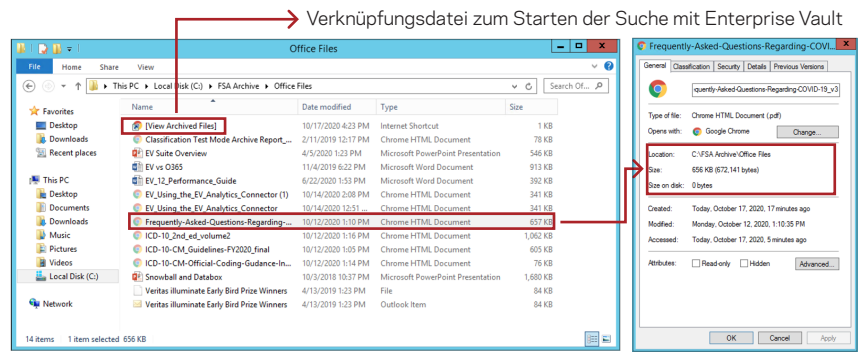 Verknüpfungsdatei zum Starten der Suche mit Enterprise Vault
Office Files
File Home Share View
This PC ▸ Local Disk (C:) ▸ FSA Archive ▸ Office Files
Search Of...
Favorites
Desktop
Downloads
Recent places
This PC
Desktop
Documents
Downloads
Music
Pictures
Videos
Local Disk (C:)
Network
Name Date modified Type Size
[View Archived Files] 10/17/2020 4:23 PM Internet Shortcut 1 KB
Classification Test Mode Archive Report_... 2/11/2019 12:17 PM Chrome HTML Document 78 KB
EV Suite Overview 4/5/2020 1:23 PM Microsoft PowerPoint Presentation 546 KB
EV vs O365 11/4/2019 6:22 PM Microsoft Word Document 913 KB
EV_12_Performance_Guide 6/22/2020 1:53 PM Microsoft Word Document 392 KB
EV_Using_the_EV_Analytics_Connector (1) 10/14/2020 2:08 PM Chrome HTML Document 341 KB
EV_Using_the_EV_Analytics_Connector 10/14/2020 12:51 ... Chrome HTML Document 341 KB
Frequently-Asked-Questions-Regarding-... 10/12/2020 1:10 PM Chrome HTML Document 657 KB
ICD-10_2nd_ed_volume2 10/12/2020 1:16 PM Chrome HTML Document 1,062 KB
ICD-10-CM_Guidelines-FY2020_final 10/12/2020 1:05 PM Chrome HTML Document 605 KB
ICD-10-CM-Official-Coding-Gudance-In... 10/12/2020 1:14 PM Chrome HTML Document 76 KB
Snowball and Databox 10/3/2018 10:37 PM Microsoft PowerPoint Presentation 1,680 KB
Veritas illuminate Early Bird Prize Winners 4/13/2019 1:23 PM File 84 KB
Veritas illuminate Early Bird Prize Winners 4/13/2019 1:23 PM Outlook Item 84 KB
14 items 1 item selected 656 KB
Frequently-Asked-Questions-Regarding-COVI...
General Classification Security Details Previous Versions
quently-Asked-Questions-Regarding-COVID-19_v3
Type of file: Chrome HTML Document (.pdf)
Opens with: Google Chrome Change...
Location: C:\FSA Archive\Office Files
Size: 656 KB (672,141 bytes)
Size on disk: 0 bytes
Created: Today, October 17, 2020, 17 minutes ago
Modified: Monday, October 12, 2020, 1:10:35 PM
Accessed: Today, October 17, 2020, 5 minutes ago
Attributes: Read-only Hidden Advanced...
OK Cancel Apply